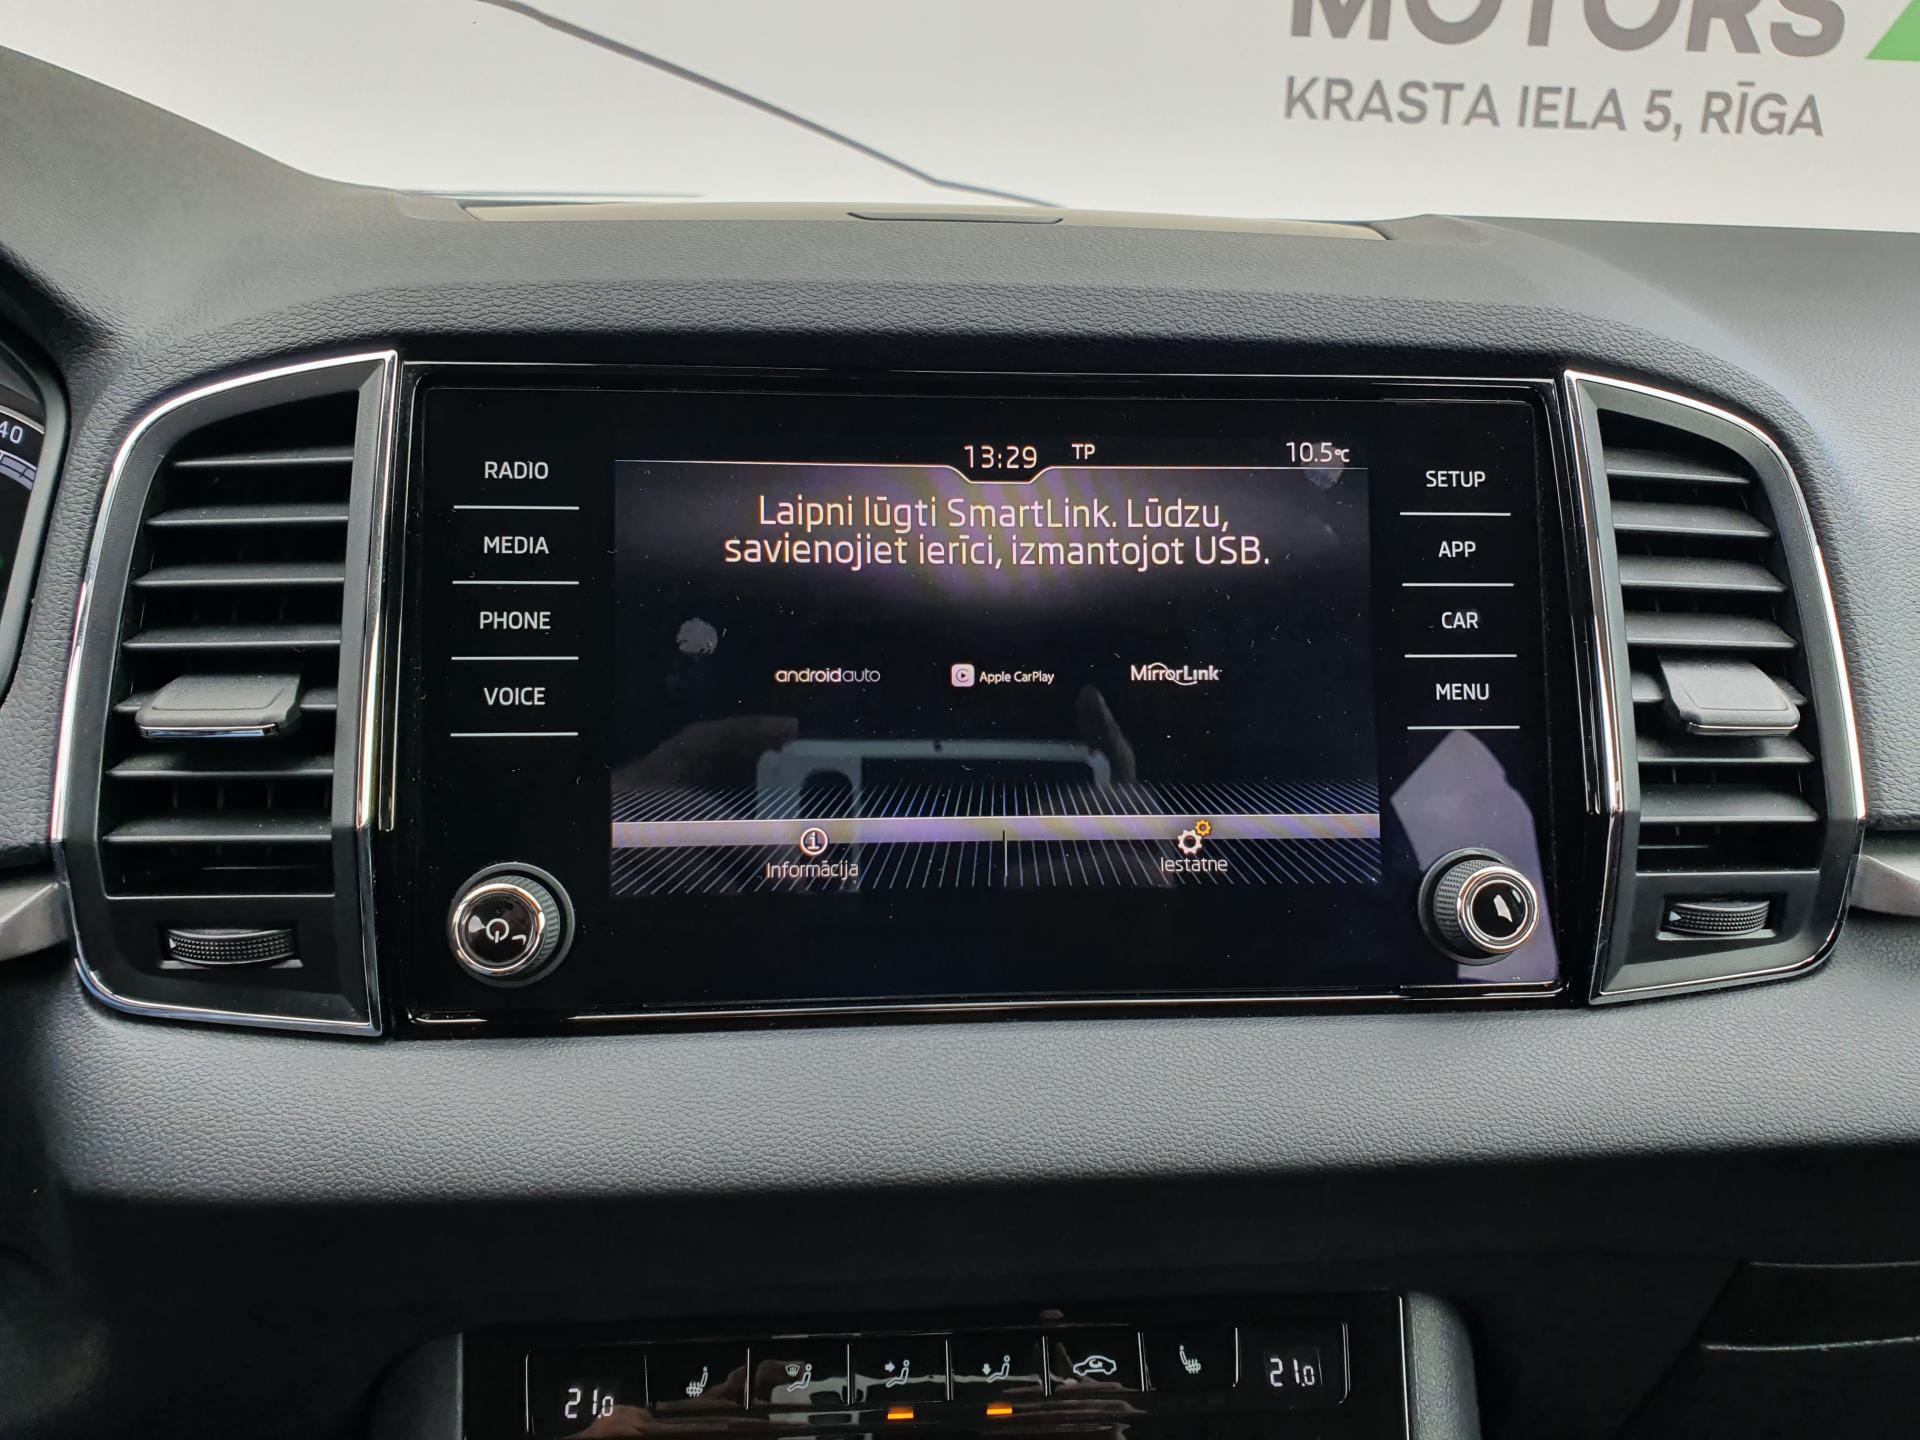 MOTORS
KRASTA IELA 5, RĪGA
40
13:29 TP 10.5°C
RADIO
MEDIA
PHONE
VOICE
Laipni lūgti SmartLink. Lūdzu,
savienojiet ierīci, izmantojot USB.
androidauto Apple CarPlay MirrorLink
Informācija Iestatne
SETUP
APP
CAR
MENU
21.0 21.0